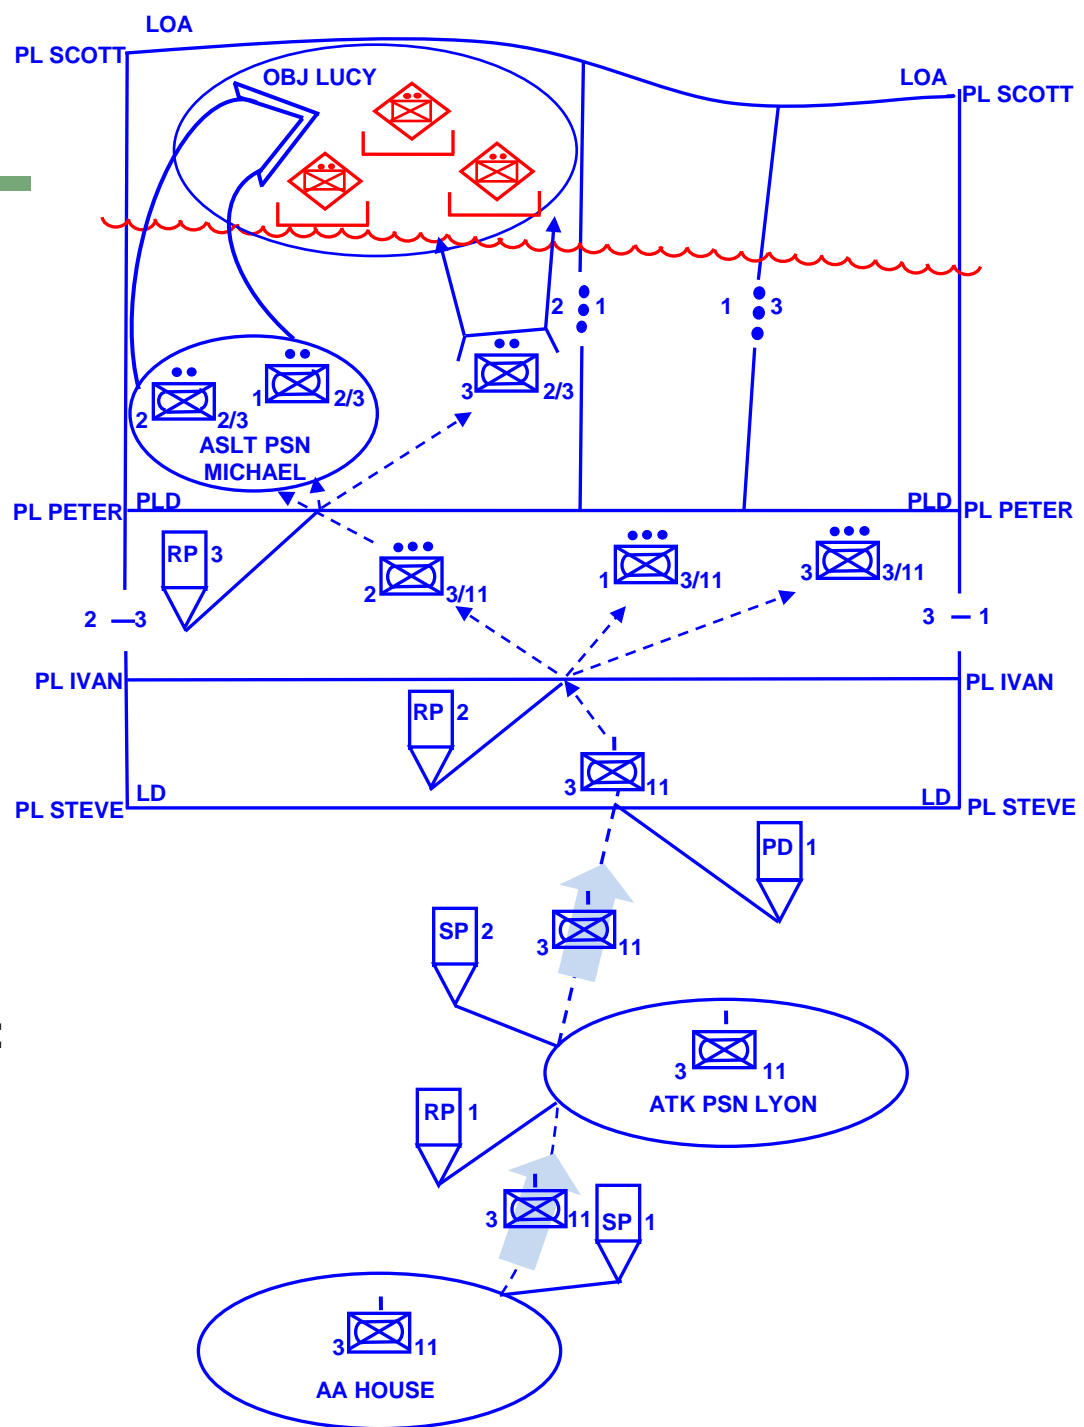 LOA
PL SCOTT
OBJ LUCY
LOA
PL SCOTT
2 1
1 3
3 2/3
1 2/3
2 2/3
ASLT PSN
MICHAEL
PL PETER
PLD
PLD
PL PETER
RP 3
2 3/11
1 3/11
3 3/11
2 — 3
3 — 1
PL IVAN
PL IVAN
RP 2
3 11
LD
LD
PL STEVE
PL STEVE
PD 1
SP 2
3 11
3 11
ATK PSN LYON
RP 1
3 11
SP 1
3 11
AA HOUSE